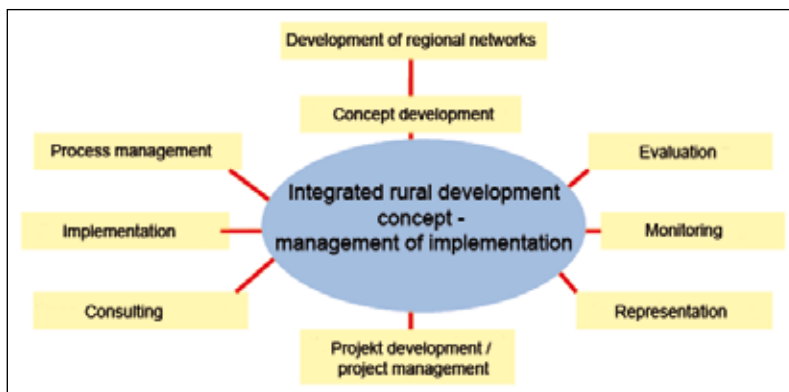 Development of regional networks
Concept development
Process management
Evaluation
Integrated rural development
concept -
management of implementation
Implementation
Monitoring
Consulting
Representation
Projekt development /
project management